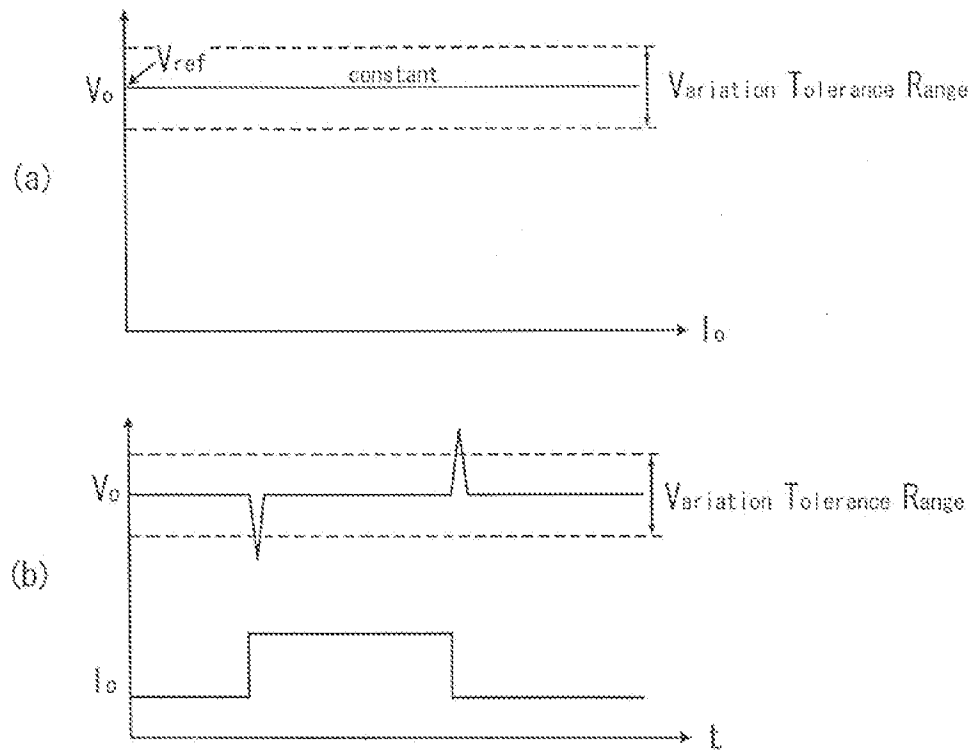 Vref
constant
Vo
Variation Tolerance Range
(a)
Io
Vo
Variation Tolerance Range
(b)
Io
t